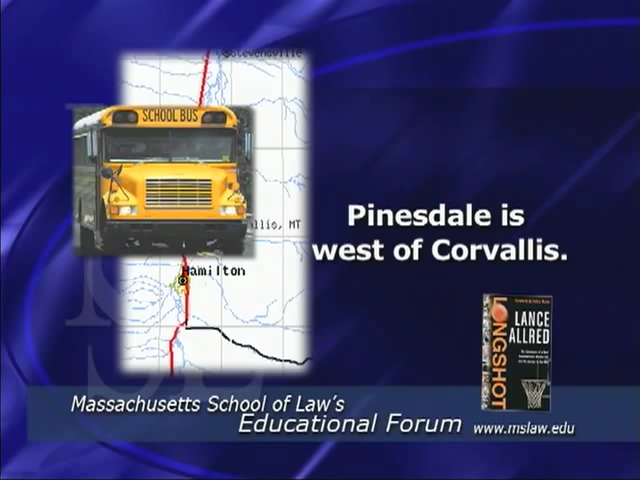 Stevensville
SCHOOL BUS
llis, MT
Hamilton
Pinesdale is
west of Corvallis.
LONGSHOT
LANCE
ALLRED
Massachusetts School of Law's
Educational Forum
www.mslaw.edu